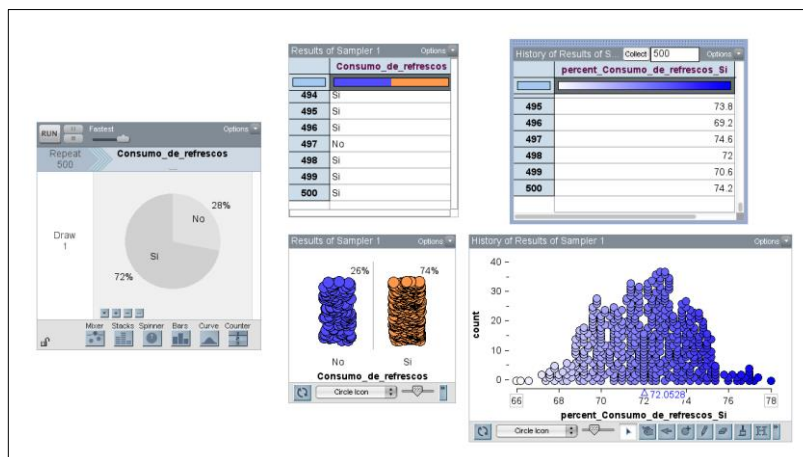 RUN
Fastest
Options
Repeat
500
Consumo_de_refrescos
Draw
1
No
28%
Si
72%
Mixer Stacks Spinner Bars Curve Counter
Results of Sampler 1 Options
Consumo_de_refrescos
494 Si
495 Si
496 Si
497 No
498 Si
499 Si
500 Si
History of Results of S... Collect 500 Options
percent_Consumo_de_refrescos_Si
495 73.8
496 69.2
497 74.6
498 72
499 70.6
500 74.2
Results of Sampler 1 Options
26% 74%
No Si
Consumo_de_refrescos
Circle Icon
History of Results of Sampler 1 Options
count
40
30
20
10
0
66 68 70 72 74 76 78
72.0528
percent_Consumo_de_refrescos_Si
Circle Icon